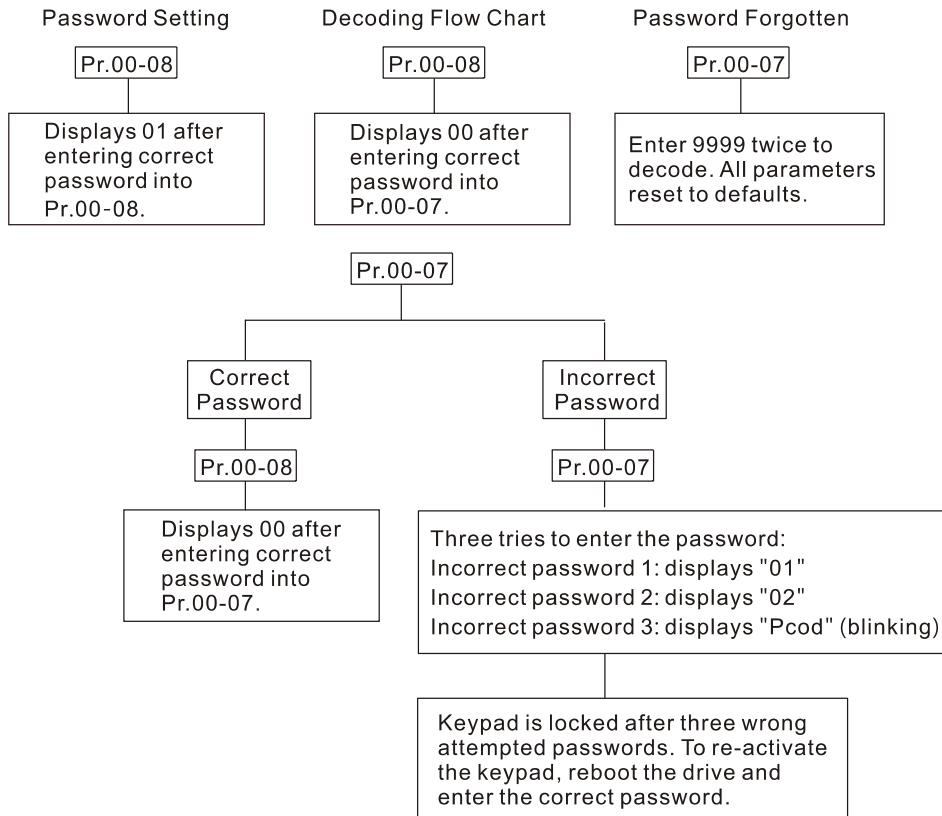 Password Setting
Decoding Flow Chart
Password Forgotten
Pr.00-08
Pr.00-08
Pr.00-07
Displays 01 after
entering correct
password into
Pr.00-08.
Displays 00 after
entering correct
password into
Pr.00-07.
Enter 9999 twice to
decode. All parameters
reset to defaults.
Pr.00-07
Correct
Password
Incorrect
Password
Pr.00-08
Pr.00-07
Displays 00 after
entering correct
password into
Pr.00-07.
Three tries to enter the password:
Incorrect password 1: displays "01"
Incorrect password 2: displays "02"
Incorrect password 3: displays "Pcod" (blinking)
Keypad is locked after three wrong
attempted passwords. To re-activate
the keypad, reboot the drive and
enter the correct password.